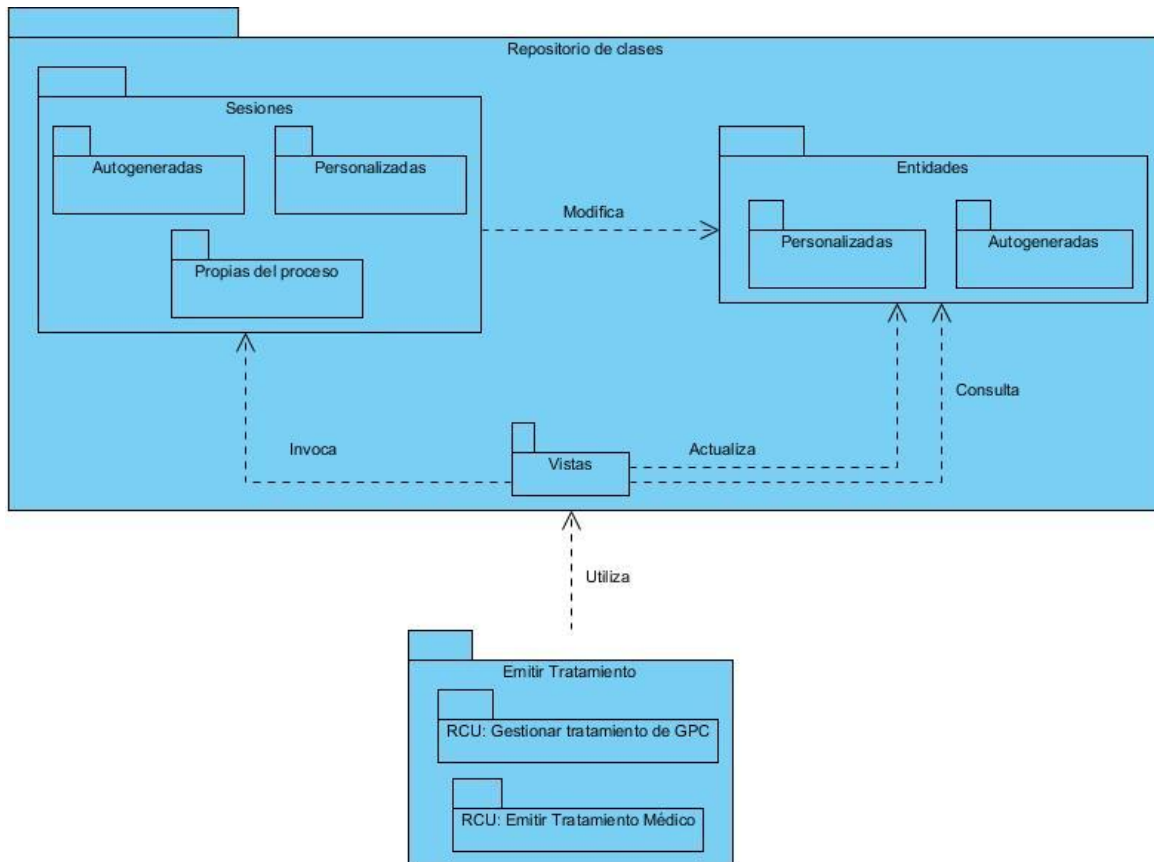 Repositorio de clases
Sesiones
Autogeneradas
Personalizadas
Propias del proceso
Modifica
Entidades
Personalizadas
Autogeneradas
Invoca
Vistas
Actualiza
Consulta
Utiliza
Emitir Tratamiento
RCU: Gestionar tratamiento de GPC
RCU: Emitir Tratamiento Médico